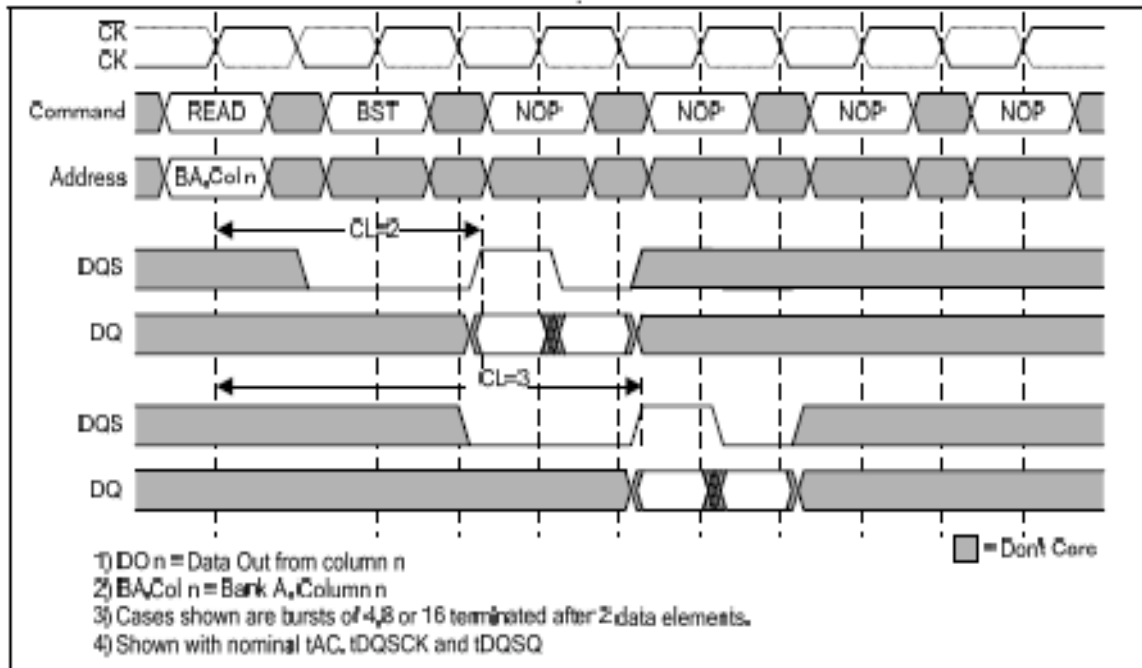 CK
CK
Command READ BST NOP NOP NOP NOP
Address BA,Col n
CL=2
DQS
DQ
CL=3
DQS
DQ
= Don't Care
1) DO n = Data Out from column n
2) BA,Col n = Bank A, Column n
3) Cases shown are bursts of 4,8 or 16 terminated after 2 data elements.
4) Shown with nominal tAC, tDQSCK and tDQSQ